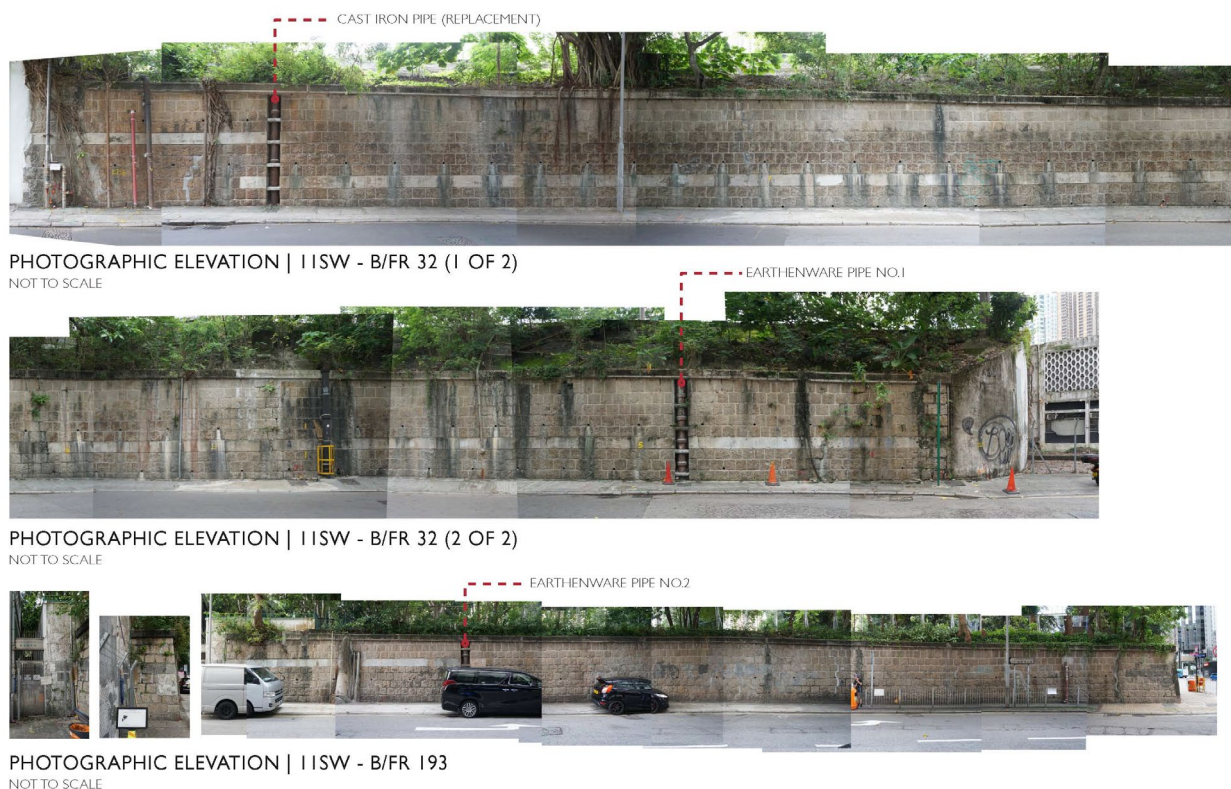 CAST IRON PIPE (REPLACEMENT)
PHOTOGRAPHIC ELEVATION | 11SW - B/FR 32 (1 OF 2)
NOT TO SCALE
EARTHENWARE PIPE NO.1
PHOTOGRAPHIC ELEVATION | 11SW - B/FR 32 (2 OF 2)
NOT TO SCALE
EARTHENWARE PIPE NO.2
PHOTOGRAPHIC ELEVATION | 11SW - B/FR 193
NOT TO SCALE